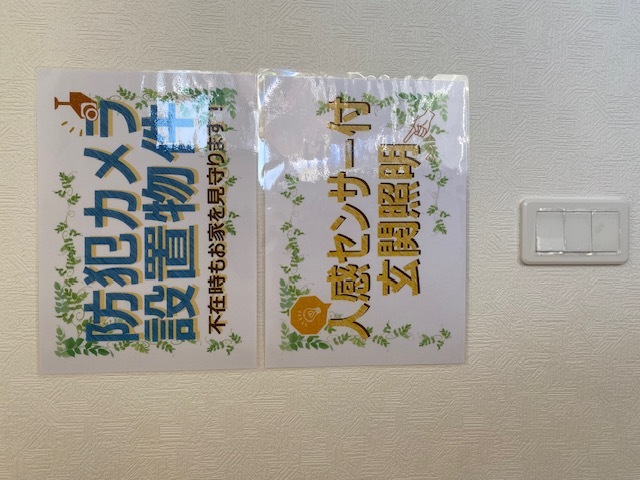 防犯カメラ
設置物件
不在時もお家を見守ります！
人感センサー付
玄関照明